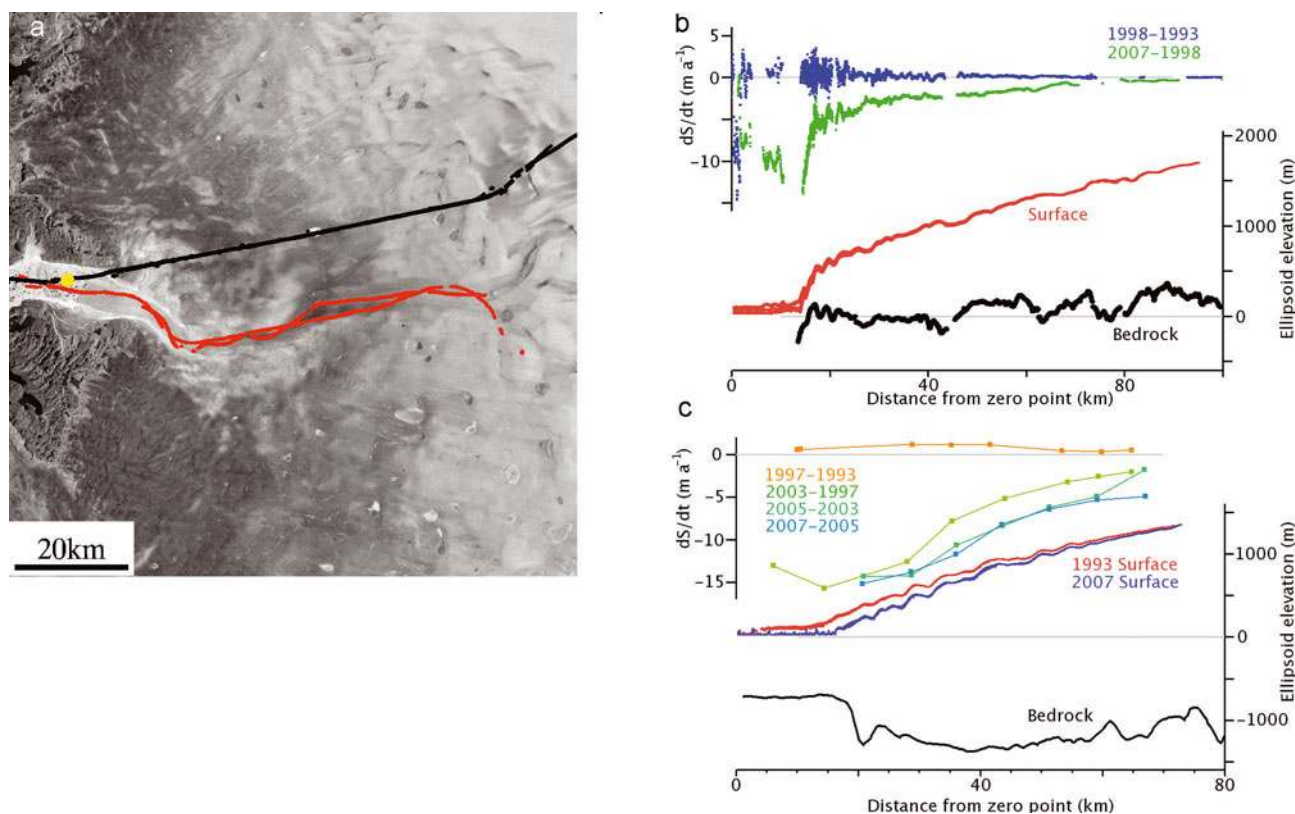 a
20km
b
5
0
-5
-10
dS/dt (m a⁻¹)
1998-1993
2007-1998
2000
1000
0
Ellipsoid elevation (m)
Surface
Bedrock
0 40 80
Distance from zero point (km)
c
0
-5
-10
-15
dS/dt (m a⁻¹)
1997-1993
2003-1997
2005-2003
2007-2005
1993 Surface
2007 Surface
1000
0
-1000
Ellipsoid elevation (m)
Bedrock
0 40 80
Distance from zero point (km)